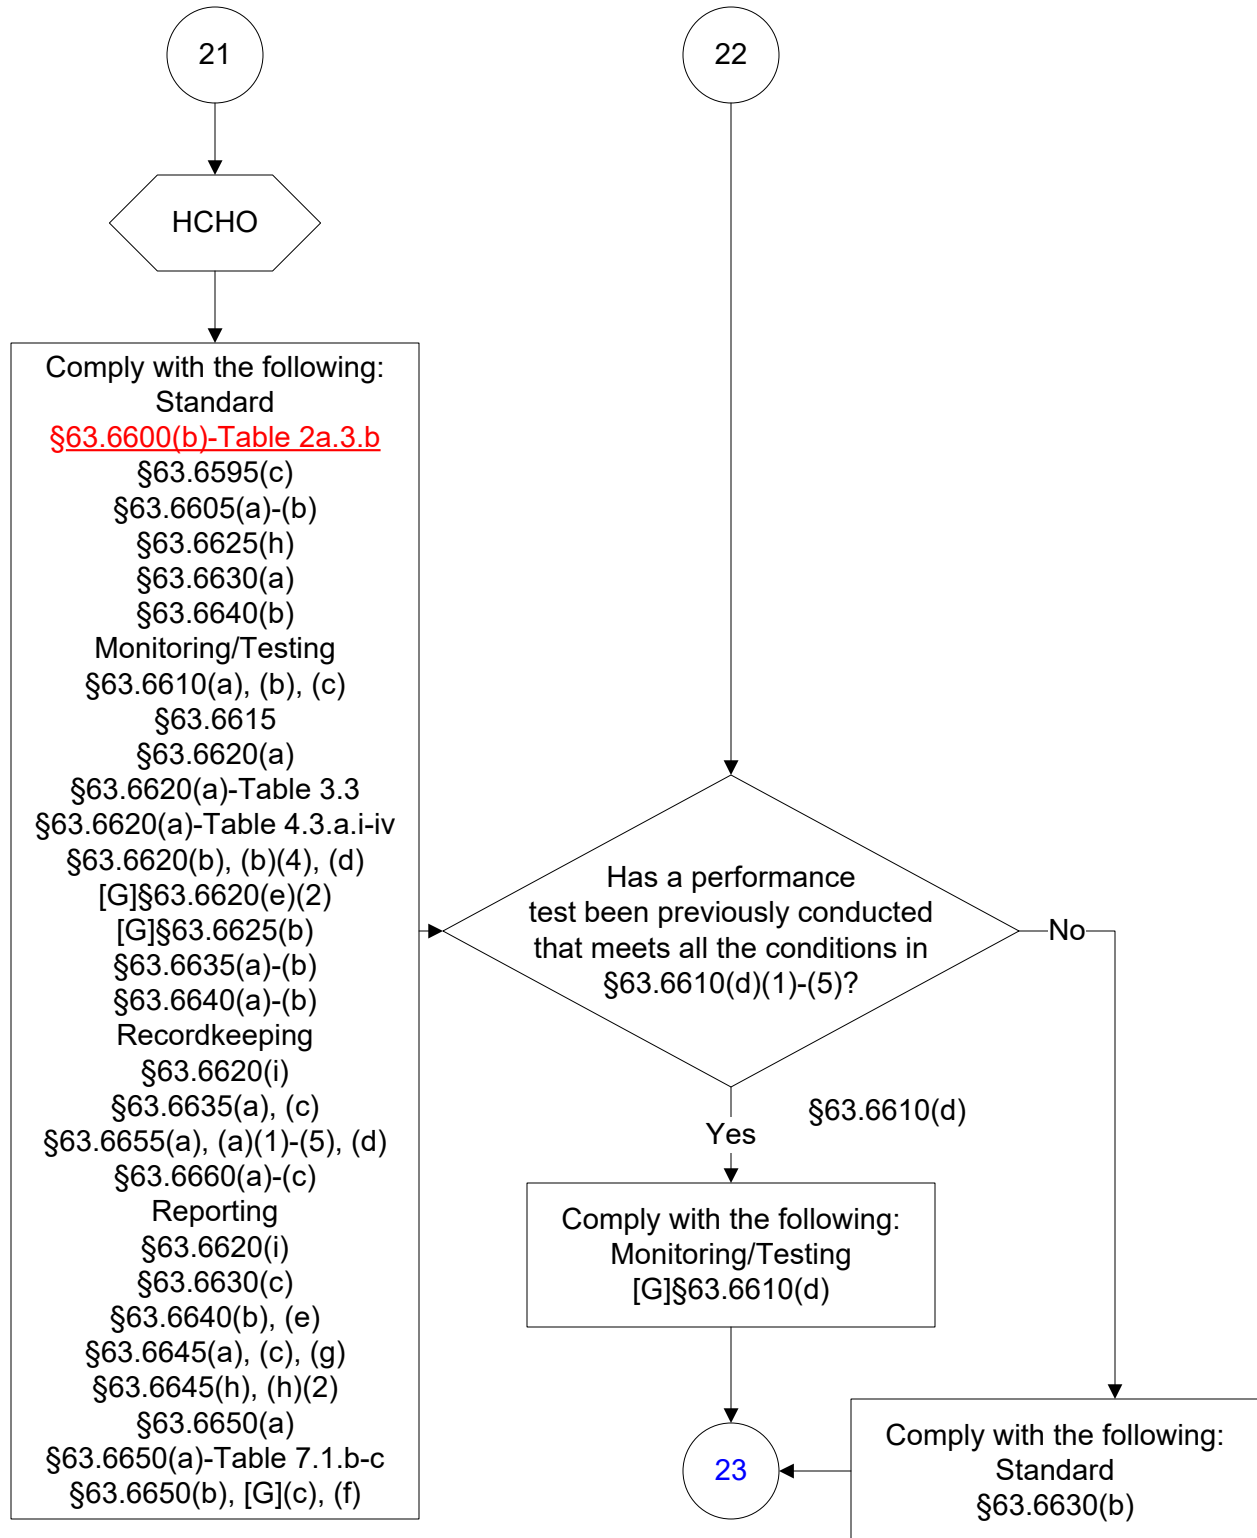 21
22
HCHO
Comply with the following:
Standard
§63.6600(b)-Table 2a.3.b
§63.6595(c)
§63.6605(a)-(b)
§63.6625(h)
§63.6630(a)
§63.6640(b)
Monitoring/Testing
§63.6610(a), (b), (c)
§63.6615
§63.6620(a)
§63.6620(a)-Table 3.3
§63.6620(a)-Table 4.3.a.i-iv
§63.6620(b), (b)(4), (d)
[G]§63.6620(e)(2)
[G]§63.6625(b)
§63.6635(a)-(b)
§63.6640(a)-(b)
Recordkeeping
§63.6620(i)
§63.6635(a), (c)
§63.6655(a), (a)(1)-(5), (d)
§63.6660(a)-(c)
Reporting
§63.6620(i)
§63.6630(c)
§63.6640(b), (e)
§63.6645(a), (c), (g)
§63.6645(h), (h)(2)
§63.6650(a)
§63.6650(a)-Table 7.1.b-c
§63.6650(b), [G](c), (f)
Has a performance
test been previously conducted
that meets all the conditions in
§63.6610(d)(1)-(5)?
No
Yes
§63.6610(d)
Comply with the following:
Monitoring/Testing
[G]§63.6610(d)
23
Comply with the following:
Standard
§63.6630(b)